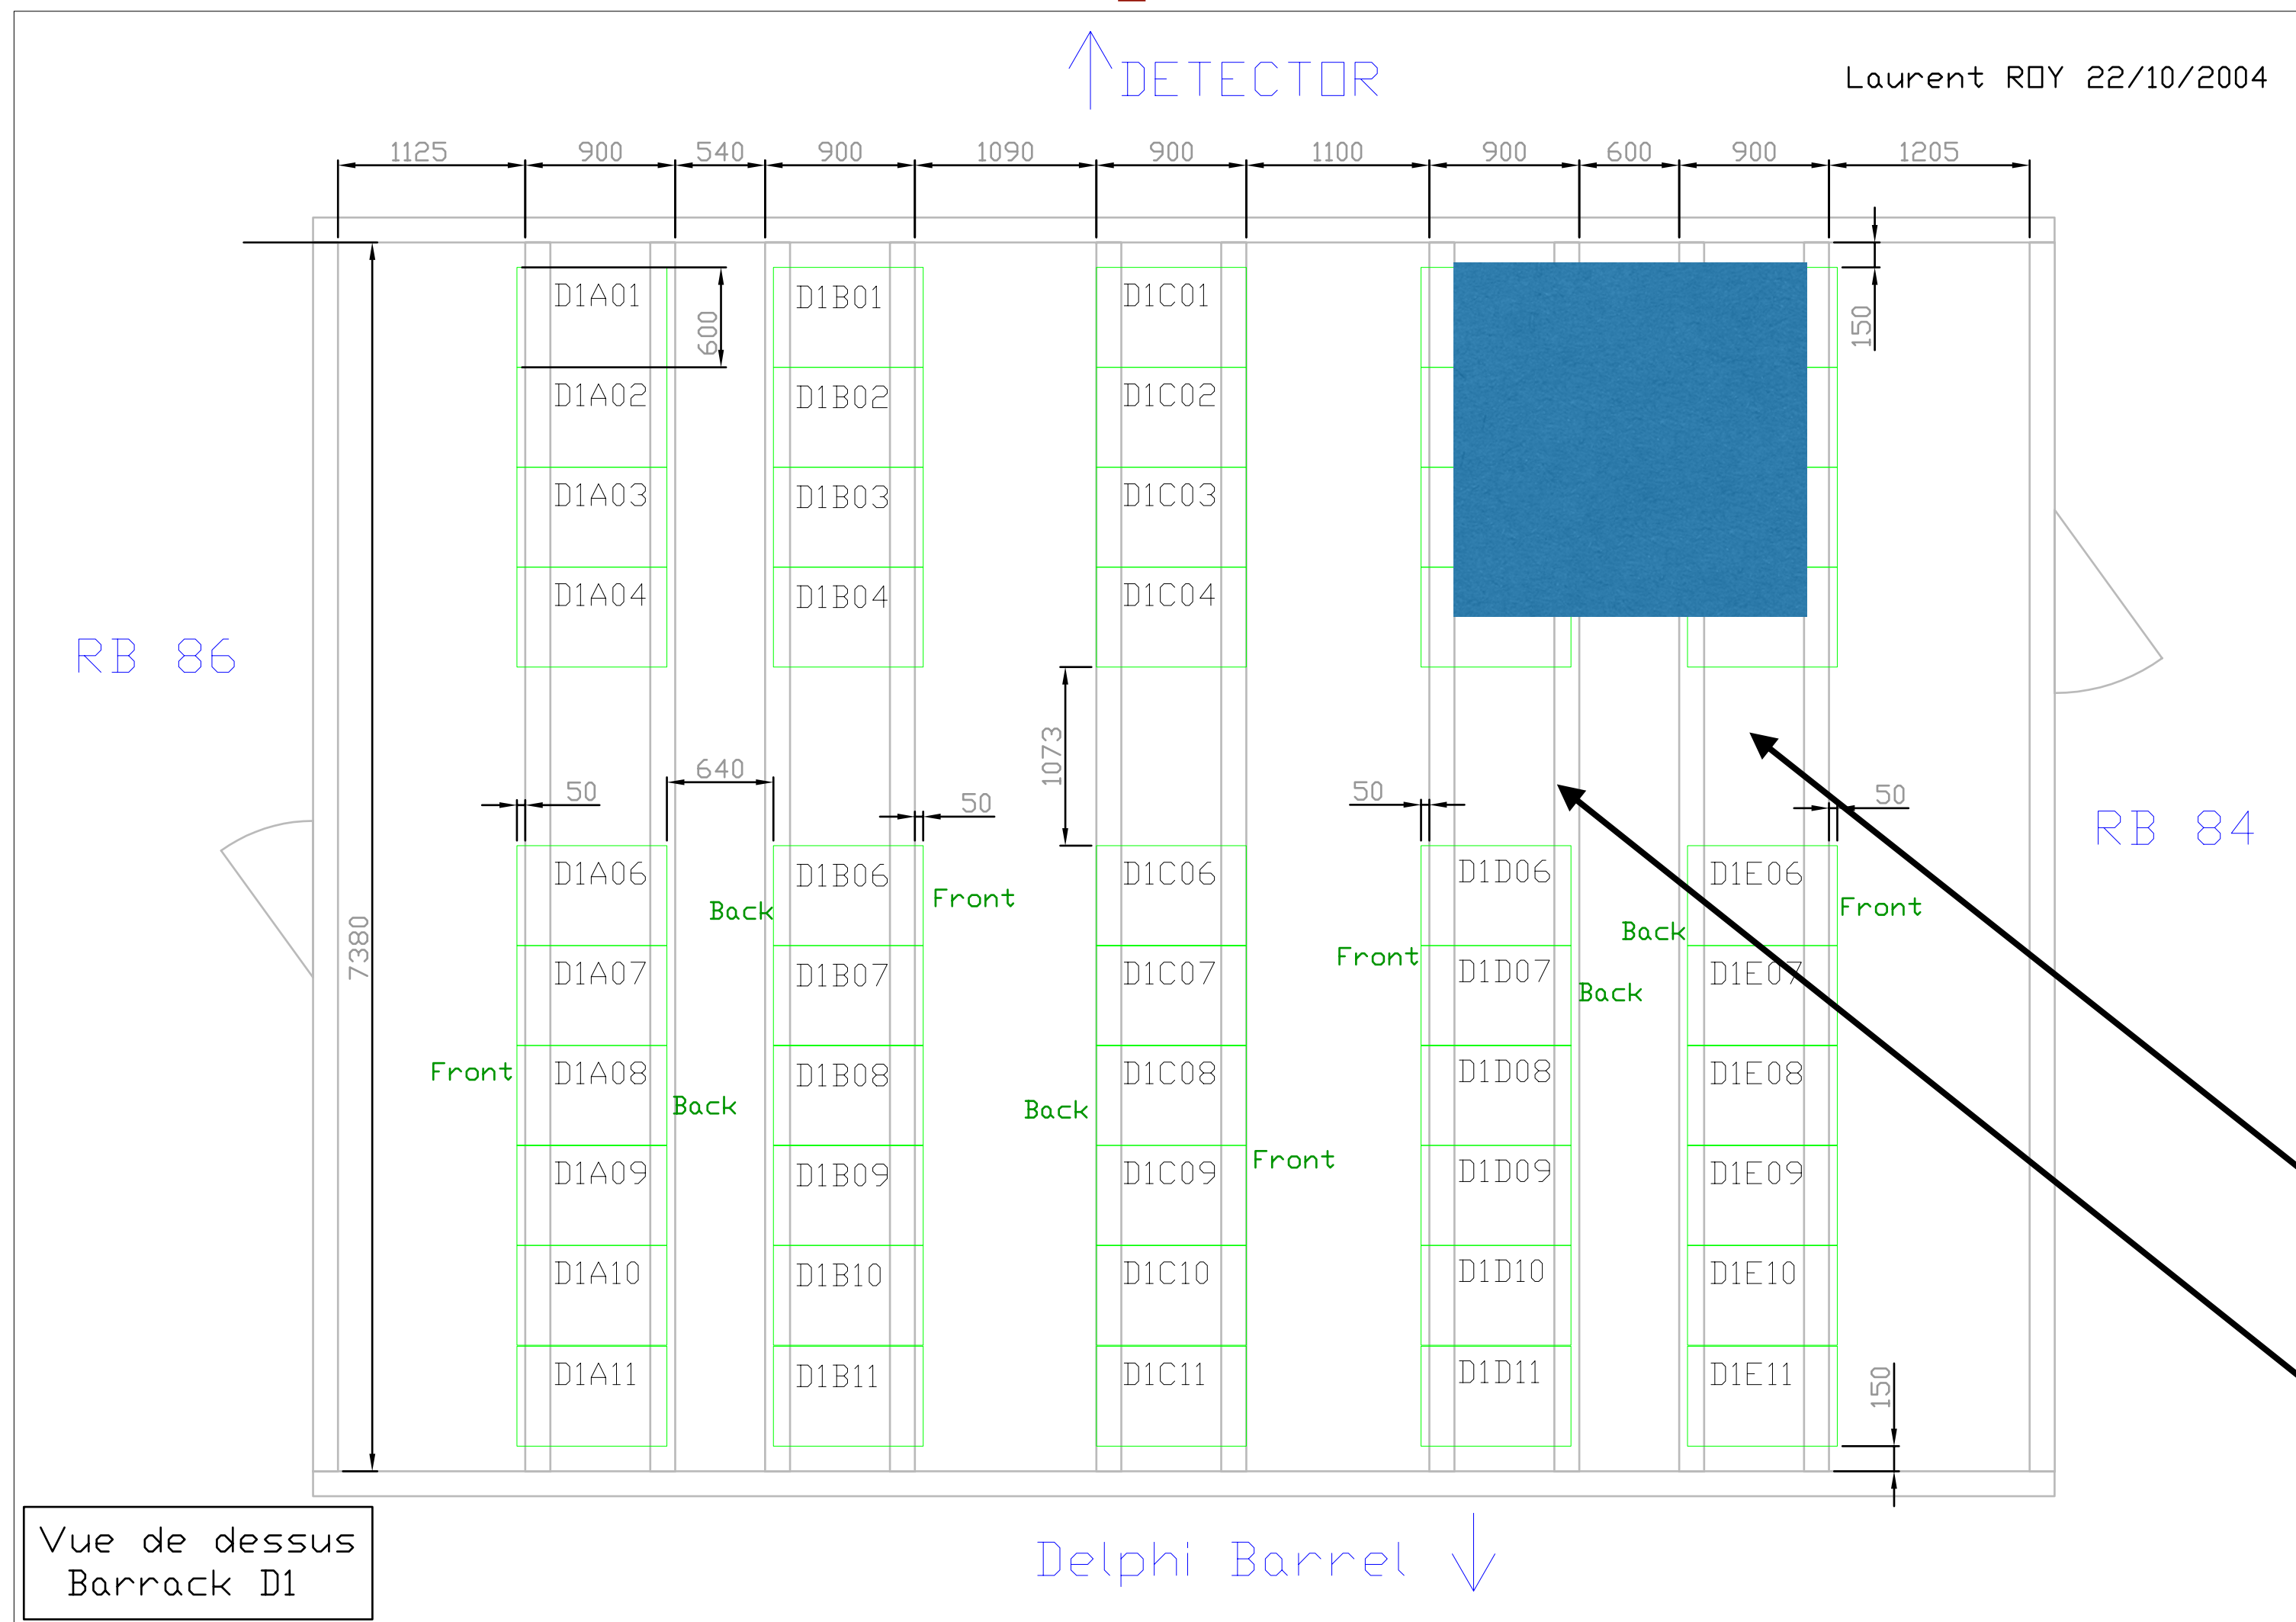 DETECTOR
Laurent ROY 22/10/2004
1125 900 540 900 1090 900 1100 900 600 900 1205
D1A01 D1B01 D1C01
600 150
D1A02 D1B02 D1C02
D1A03 D1B03 D1C03
D1A04 D1B04 D1C04
RB 86
1073
640
50 50 50 50
RB 84
D1A06 D1B06 D1C06 D1D06 D1E06
Back Front Front
Back
7380
Front
D1A07 D1B07 D1C07 D1D07 D1E07
Back
Front D1A08 D1B08 D1C08 D1D08 D1E08
Back Back
Front
D1A09 D1B09 D1C09 D1D09 D1E09
D1A10 D1B10 D1C10 D1D10 D1E10
D1A11 D1B11 D1C11 D1D11 D1E11
150
Vue de dessus
Barrack D1
Delphi Barrel